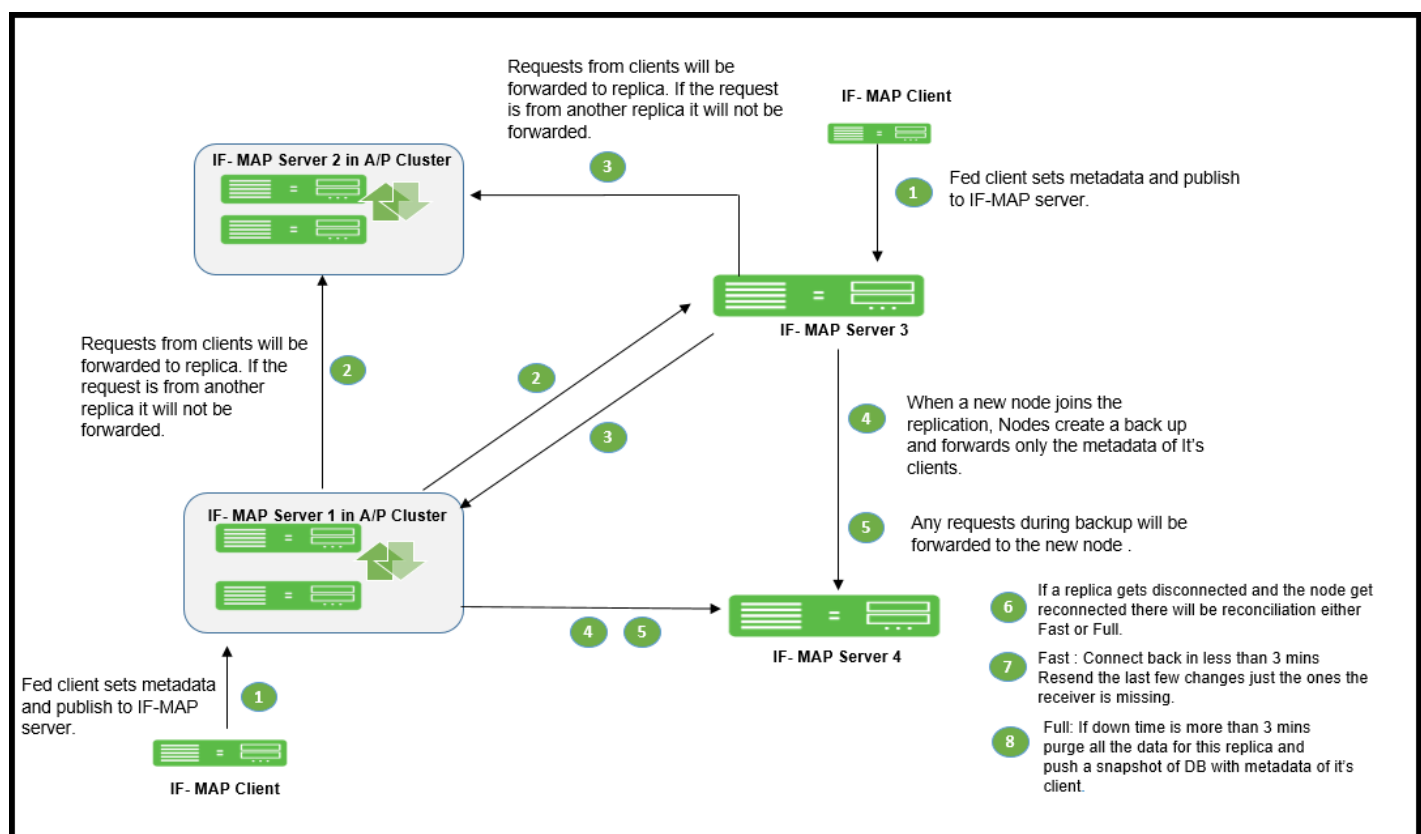 Requests from clients will be
forwarded to replica. If the request
is from another replica it will not be
forwarded.
3
IF- MAP Client
1
Fed client sets metadata and publish
to IF-MAP server.
IF- MAP Server 2 in A/P Cluster
IF- MAP Server 3
Requests from clients will be
forwarded to replica. If the
request is from another
replica it will not be
forwarded.
2
2
3
4
When a new node joins the
replication, Nodes create a back up
and forwards only the metadata of It's
clients.
5
Any requests during backup will be
forwarded to the new node .
IF- MAP Server 1 in A/P Cluster
4
5
IF- MAP Server 4
6
If a replica gets disconnected and the node get
reconnected there will be reconciliation either
Fast or Full.
7
Fast : Connect back in less than 3 mins
Resend the last few changes just the ones the
receiver is missing.
8
Full: If down time is more than 3 mins
purge all the data for this replica and
push a snapshot of DB with metadata of it's
client.
Fed client sets metadata
and publish to IF-MAP
server.
1
IF- MAP Client